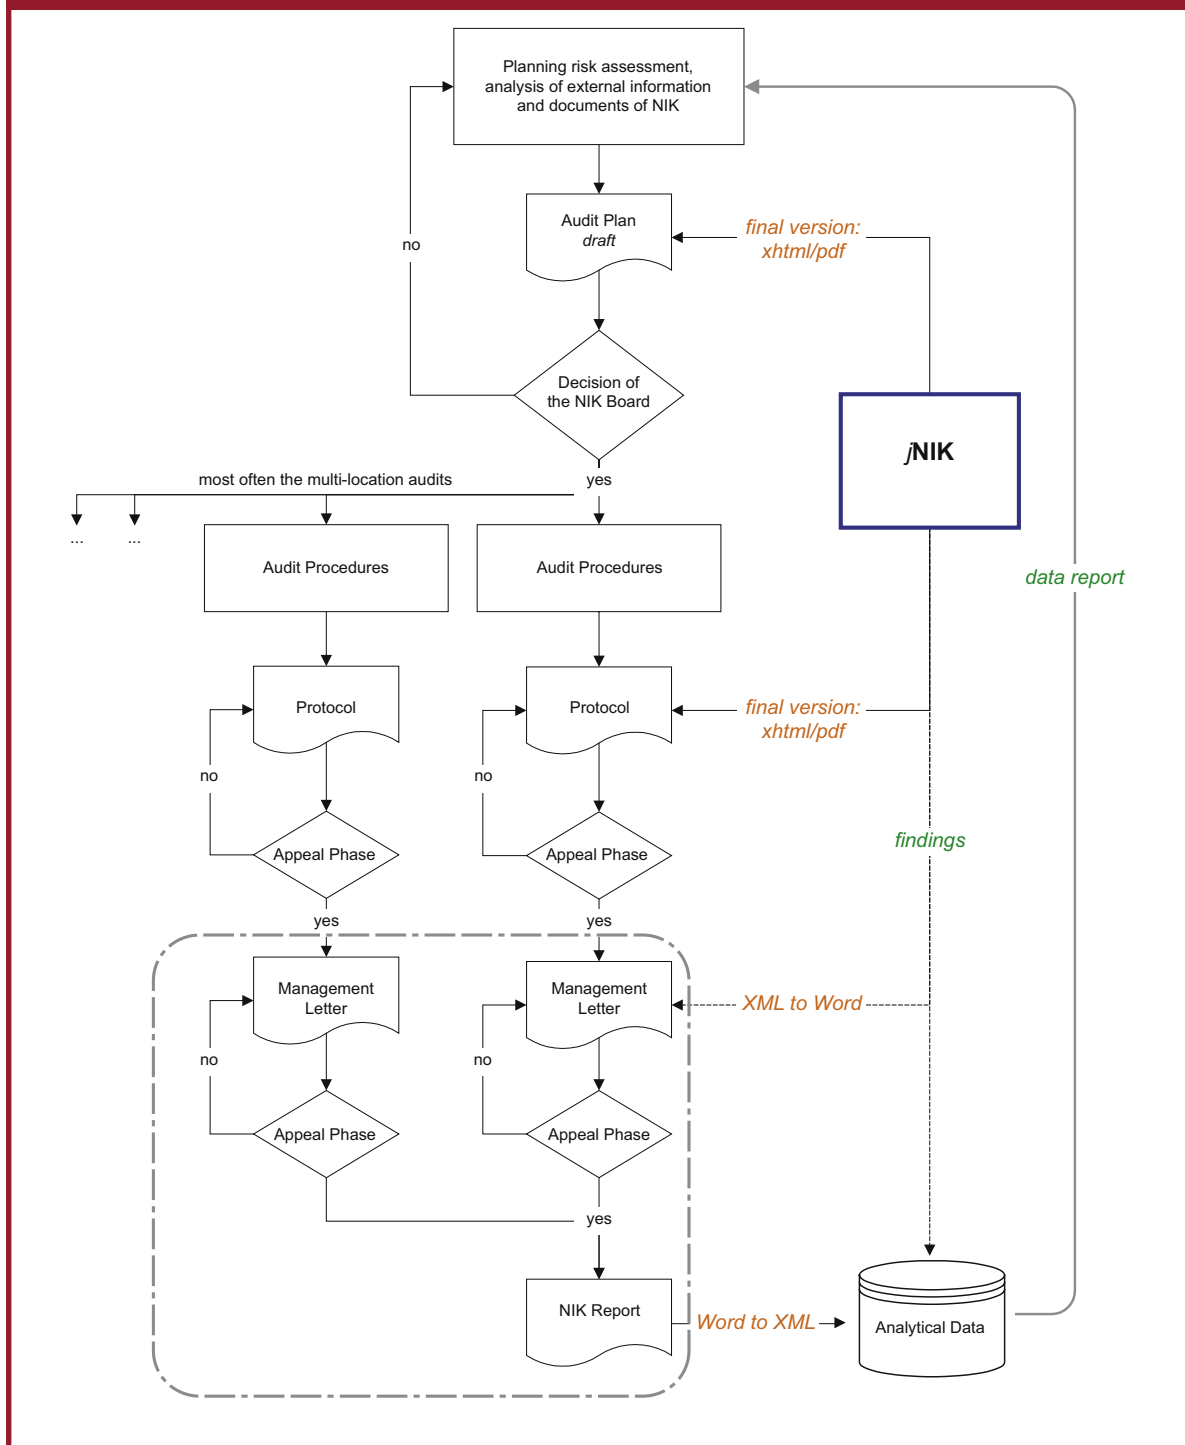 Planning risk assessment,
analysis of external information
and documents of NIK
Audit Plan
draft
final version:
xhtml/pdf
no
Decision of
the NIK Board
jNIK
most often the multi-location audits
yes
...
...
Audit Procedures
Audit Procedures
data report
Protocol
Protocol
final version:
xhtml/pdf
no
no
findings
Appeal Phase
Appeal Phase
yes
yes
Management
Letter
Management
Letter
XML to Word
no
no
Appeal Phase
Appeal Phase
yes
NIK Report
Word to XML
Analytical Data